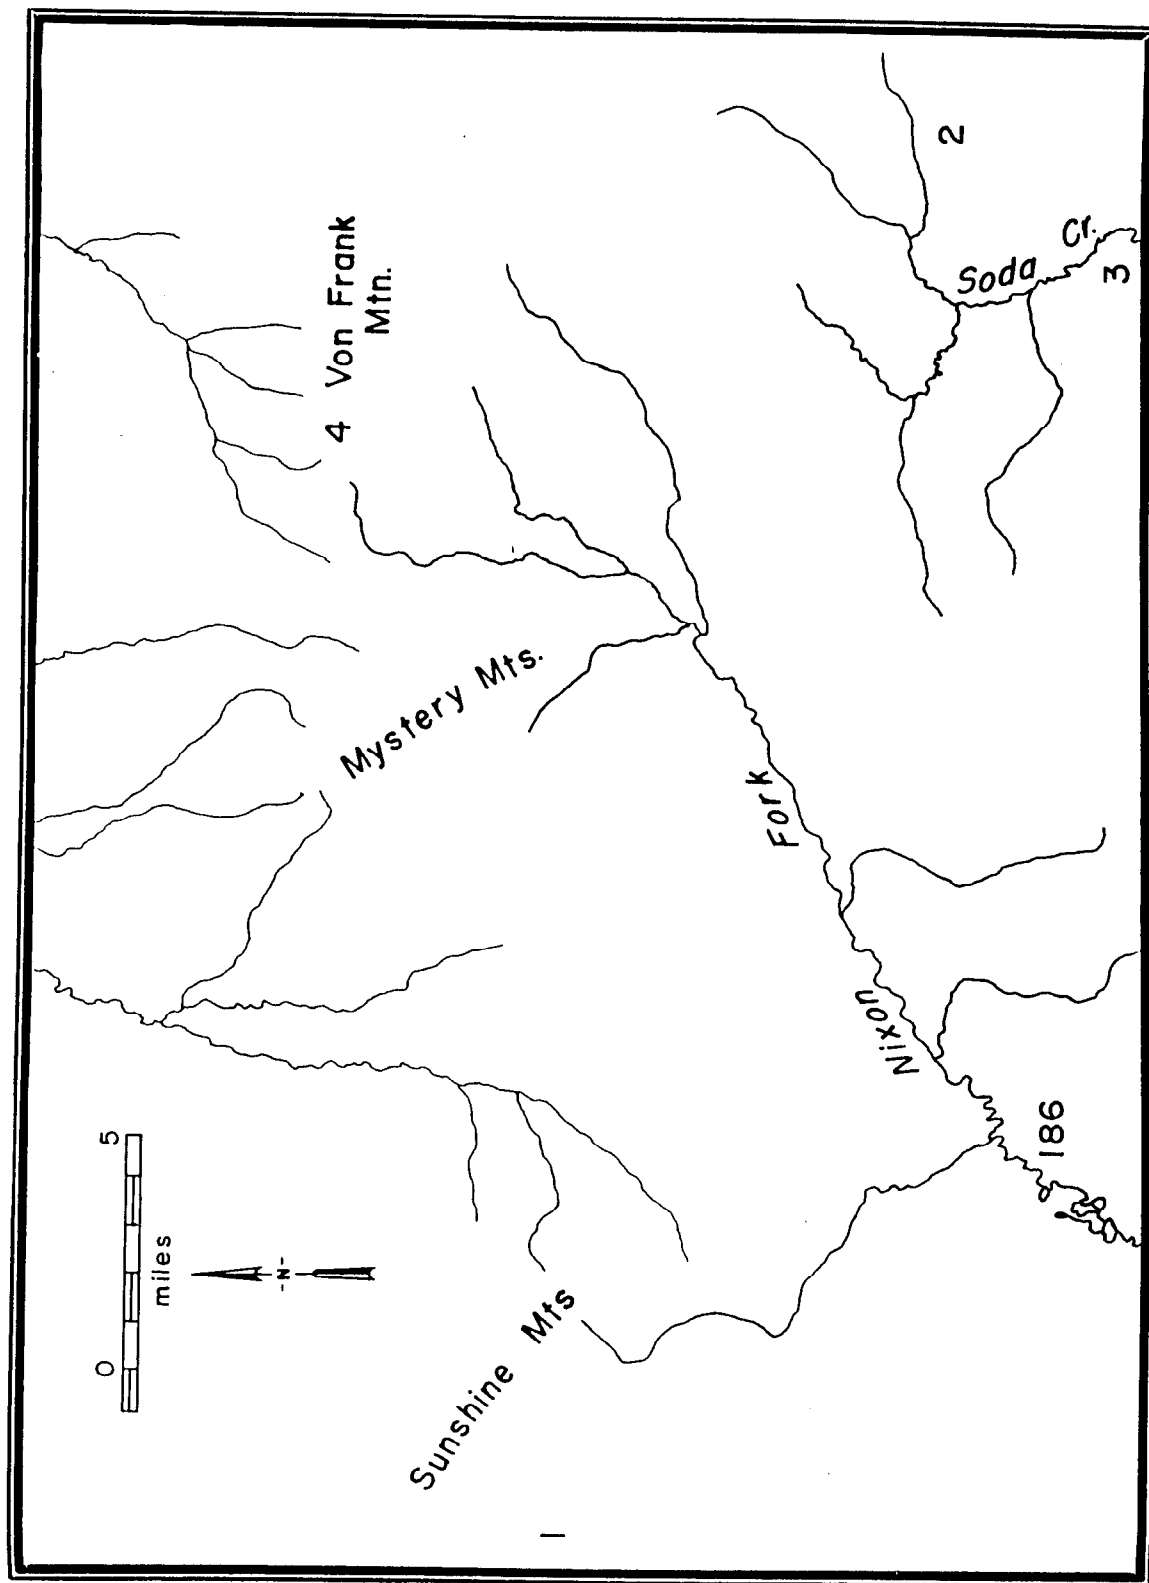 0 5
miles
-N-
Sunshine Mts
1
Mystery Mts.
4 Von Frank
Mtn.
Nixon Fork
186
Soda Cr.
2
3